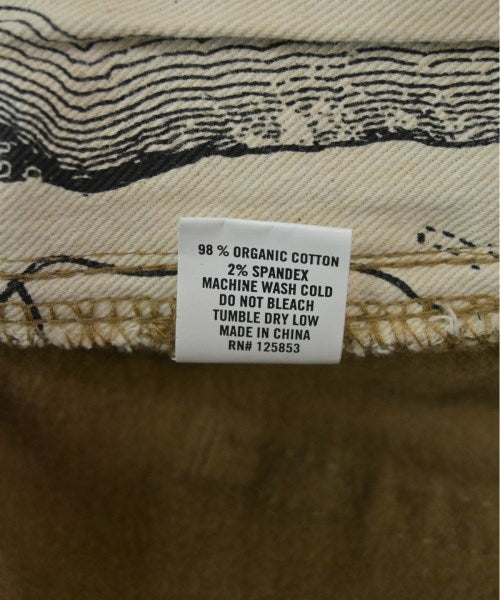 98 % ORGANIC COTTON
2% SPANDEX
MACHINE WASH COLD
DO NOT BLEACH
TUMBLE DRY LOW
MADE IN CHINA
RN# 125853